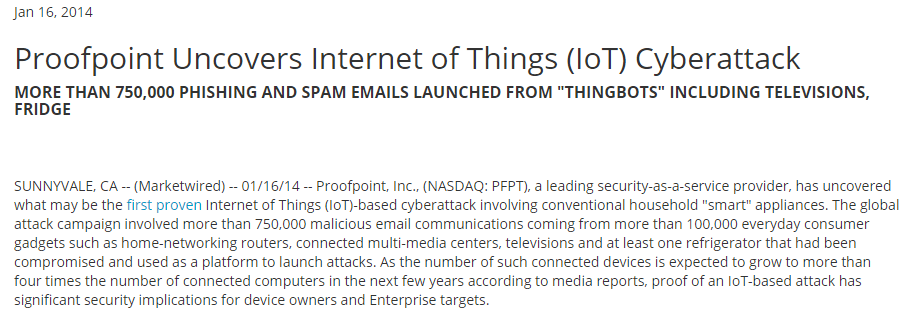 Jan 16, 2014
Proofpoint Uncovers Internet of Things (IoT) Cyberattack
MORE THAN 750,000 PHISHING AND SPAM EMAILS LAUNCHED FROM "THINGBOTS" INCLUDING TELEVISIONS,
FRIDGE
SUNNYVALE, CA -- (Marketwired) -- 01/16/14 -- Proofpoint, Inc., (NASDAQ: PFPT), a leading security-as-a-service provider, has uncovered
what may be the first proven Internet of Things (IoT)-based cyberattack involving conventional household "smart" appliances. The global
attack campaign involved more than 750,000 malicious email communications coming from more than 100,000 everyday consumer
gadgets such as home-networking routers, connected multi-media centers, televisions and at least one refrigerator that had been
compromised and used as a platform to launch attacks. As the number of such connected devices is expected to grow to more than
four times the number of connected computers in the next few years according to media reports, proof of an IoT-based attack has
significant security implications for device owners and Enterprise targets.